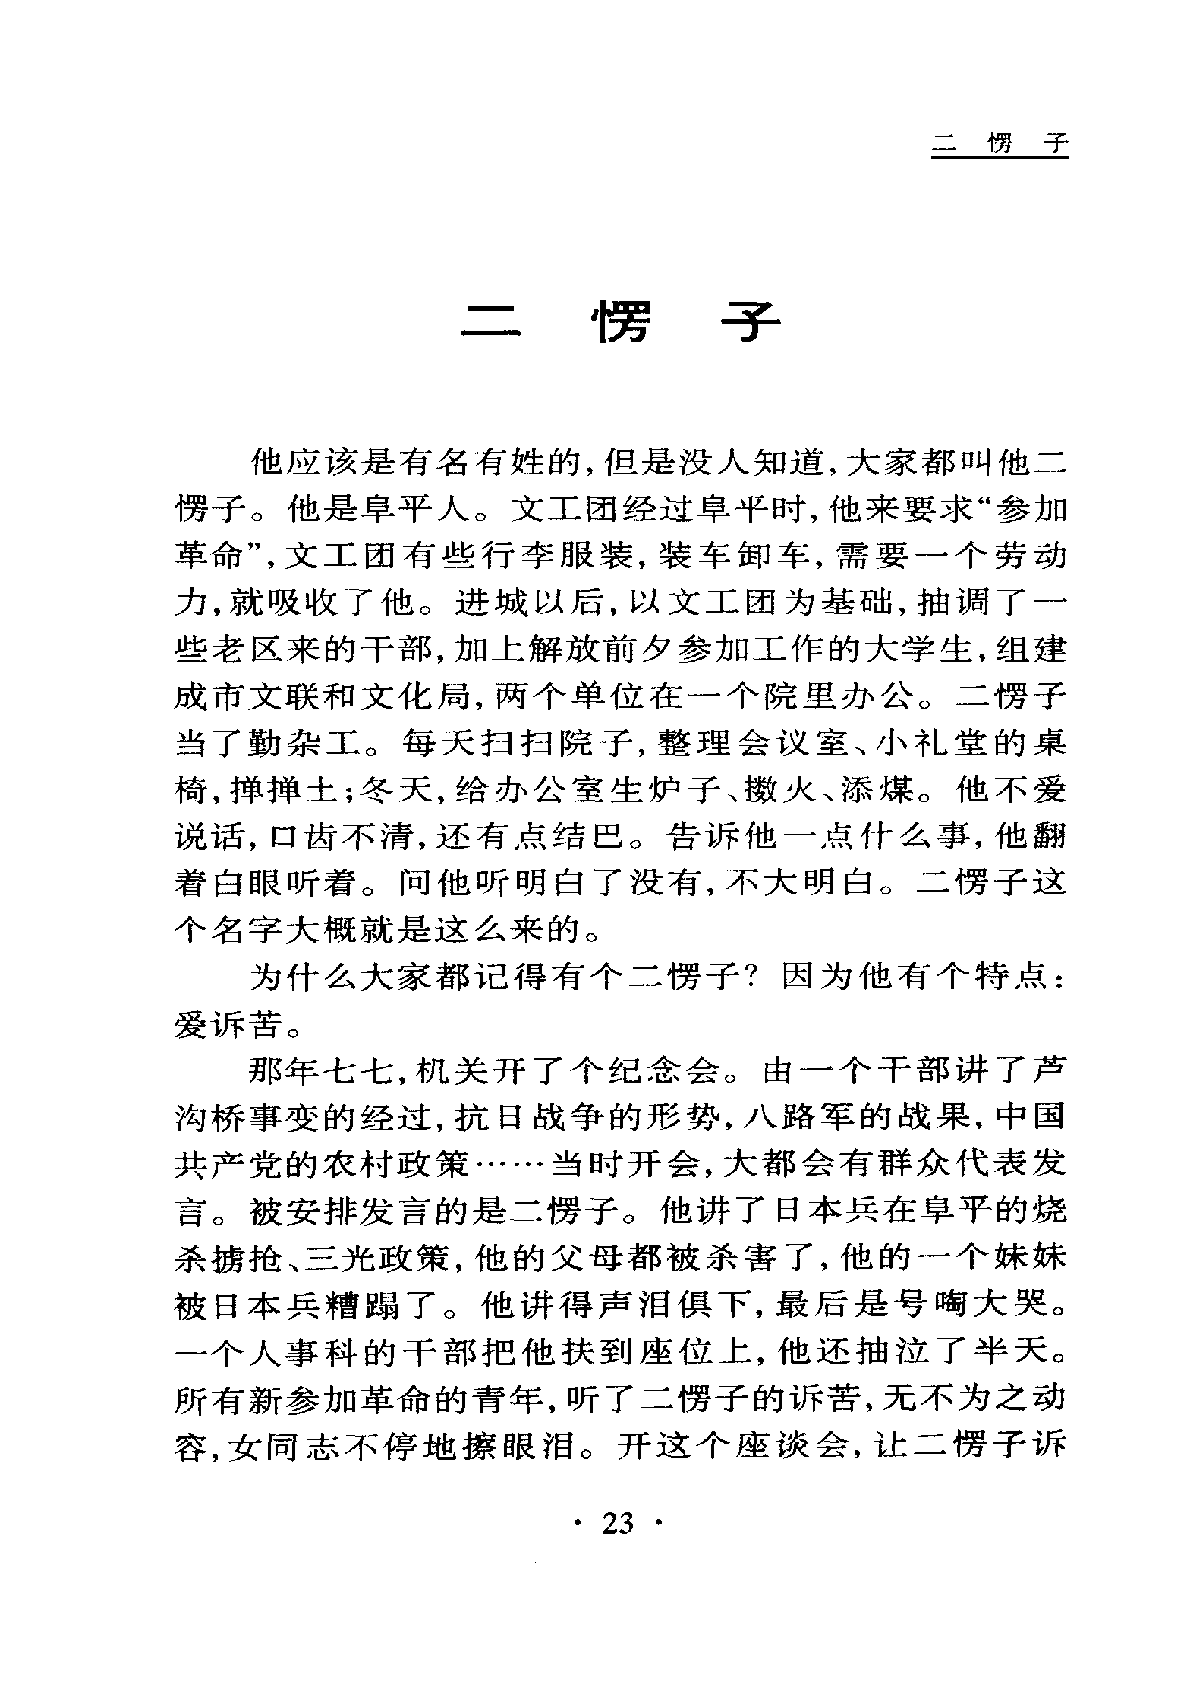 二 愣 子
二 愣 子
他应该是有名有姓的,但是没人知道,大家都叫他二
愣子。他是阜平人。文工团经过阜平时,他来要求“参加
革命”,文工团有些行李服装,装车卸车,需要一个劳动
力,就吸收了他。进城以后,以文工团为基础,抽调了一
些老区来的干部,加上解放前夕参加工作的大学生,组建
成市文联和文化局,两个单位在一个院里办公。二愣子
当了勤杂工。每天扫扫院子,整理会议室、小礼堂的桌
椅,掸掸土;冬天,给办公室生炉子、擞火、添煤。他不爱
说话,口齿不清,还有点结巴。告诉他一点什么事,他翻
着白眼听着。问他听明白了没有,不大明白。二愣子这
个名字大概就是这么来的。
为什么大家都记得有个二愣子? 因为他有个特点:
爱诉苦。
那年七七,机关开了个纪念会。由一个干部讲了芦
沟桥事变的经过,抗日战争的形势,八路军的战果,中国
共产党的农村政策……当时开会,大都会有群众代表发
言。被安排发言的是二愣子。他讲了日本兵在阜平的烧
杀掳抢、三光政策,他的父母都被杀害了,他的一个妹妹
被日本兵糟蹋了。他讲得声泪俱下,最后是号啕大哭。
一个人事科的干部把他扶到座位上,他还抽泣了半天。
所有新参加革命的青年,听了二愣子的诉苦,无不为之动
容,女同志不停地擦眼泪。开这个座谈会,让二愣子诉
· 23 ·